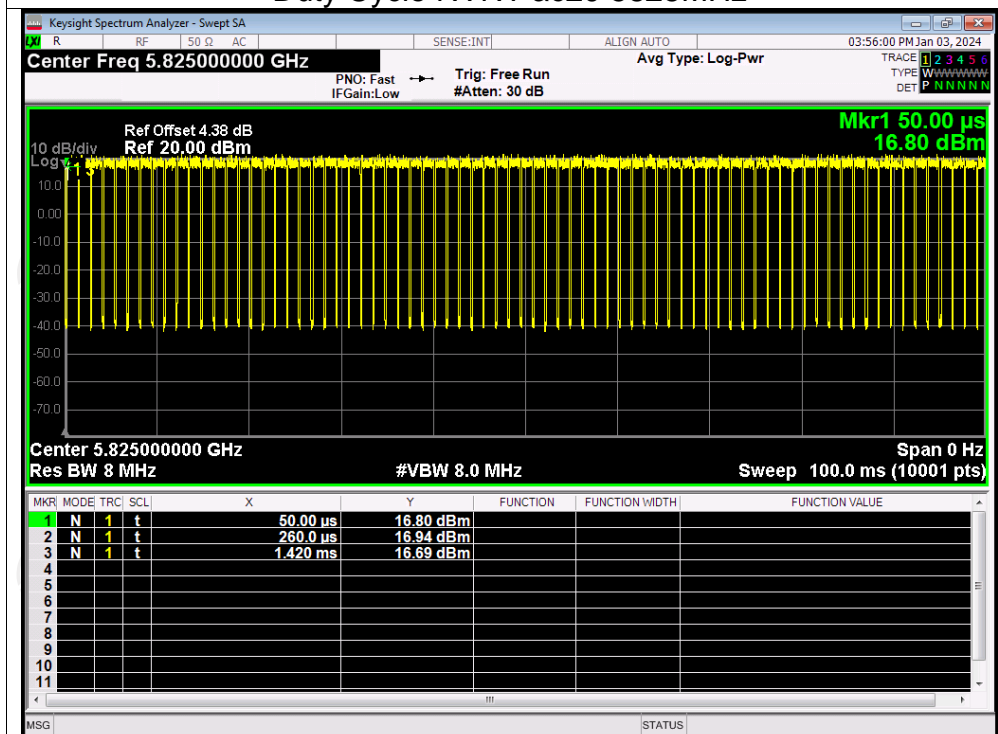 Keysight Spectrum Analyzer - Swept SA
LXI R RF 50 Ω AC SENSE:INT ALIGN AUTO 03:56:00 PM Jan 03, 2024
Center Freq 5.825000000 GHz
PNO: Fast
IFGain:Low
Trig: Free Run
#Atten: 30 dB
Avg Type: Log-Pwr
TRACE 1 2 3 4 5 6
TYPE WWWWWW
DET P N N N N N
Mkr1 50.00 µs
16.80 dBm
Ref Offset 4.38 dB
10 dB/div Ref 20.00 dBm
Log
1 3
10.0
0.00
-10.0
-20.0
-30.0
-40.0
-50.0
-60.0
-70.0
Center 5.825000000 GHz Span 0 Hz
Res BW 8 MHz #VBW 8.0 MHz Sweep 100.0 ms (10001 pts)
MKR MODE TRC SCL X Y FUNCTION FUNCTION WIDTH FUNCTION VALUE
1 N 1 t 50.00 µs 16.80 dBm
2 N 1 t 260.0 µs 16.94 dBm
3 N 1 t 1.420 ms 16.69 dBm
4
5
6
7
8
9
10
11
MSG STATUS